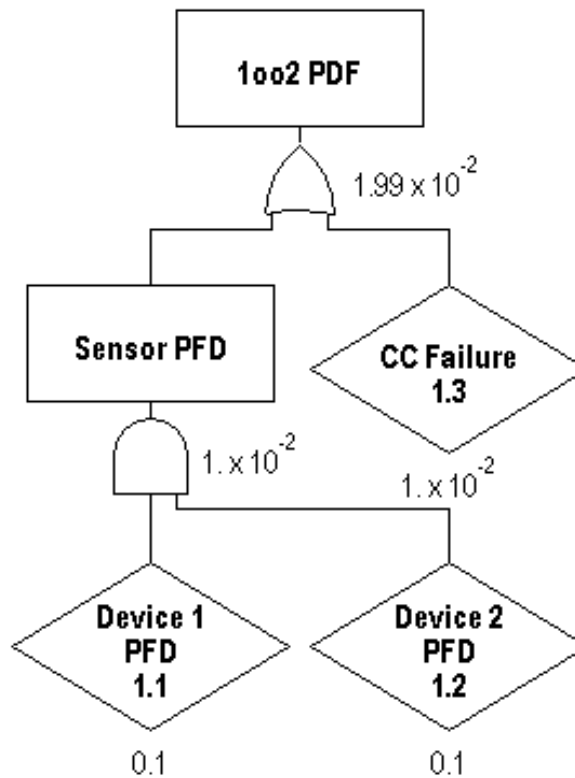 1oo2 PDF
1.99 x 10⁻²
Sensor PFD
CC Failure
1.3
1. x 10⁻²
1. x 10⁻²
Device 1
PFD
1.1
Device 2
PFD
1.2
0.1
0.1